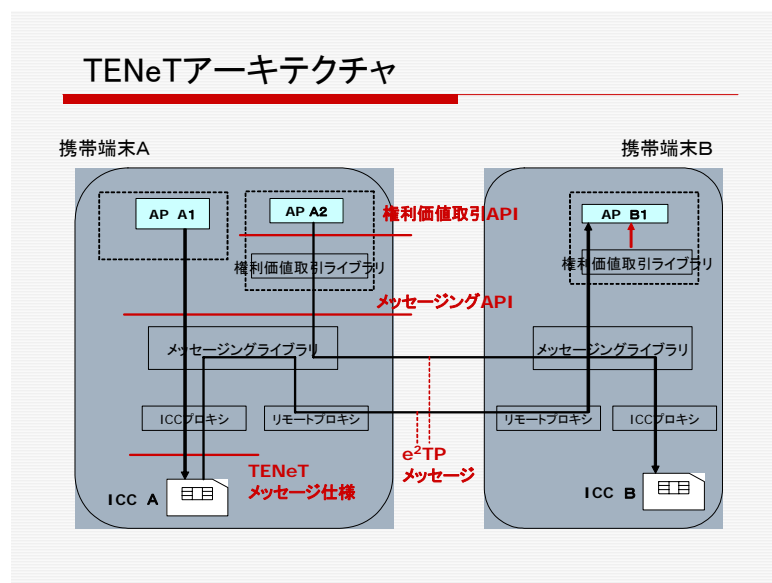 TENeTアーキテクチャ
携帯端末A
携帯端末B
AP A1
AP A2
権利価値取引API
AP B1
権利価値取引ライブラリ
権利価値取引ライブラリ
メッセージングAPI
メッセージングライブラリ
メッセージングライブラリ
ICCプロキシ
リモートプロキシ
リモートプロキシ
ICCプロキシ
e²TP
メッセージ
TENeT
メッセージ仕様
ICC A
ICC B